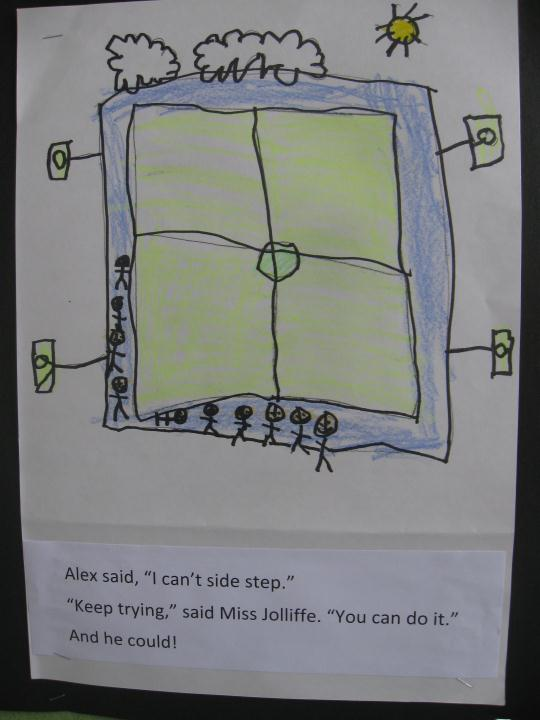 Alex said, “I can’t side step.”
“Keep trying,” said Miss Jolliffe. “You can do it.”
And he could!